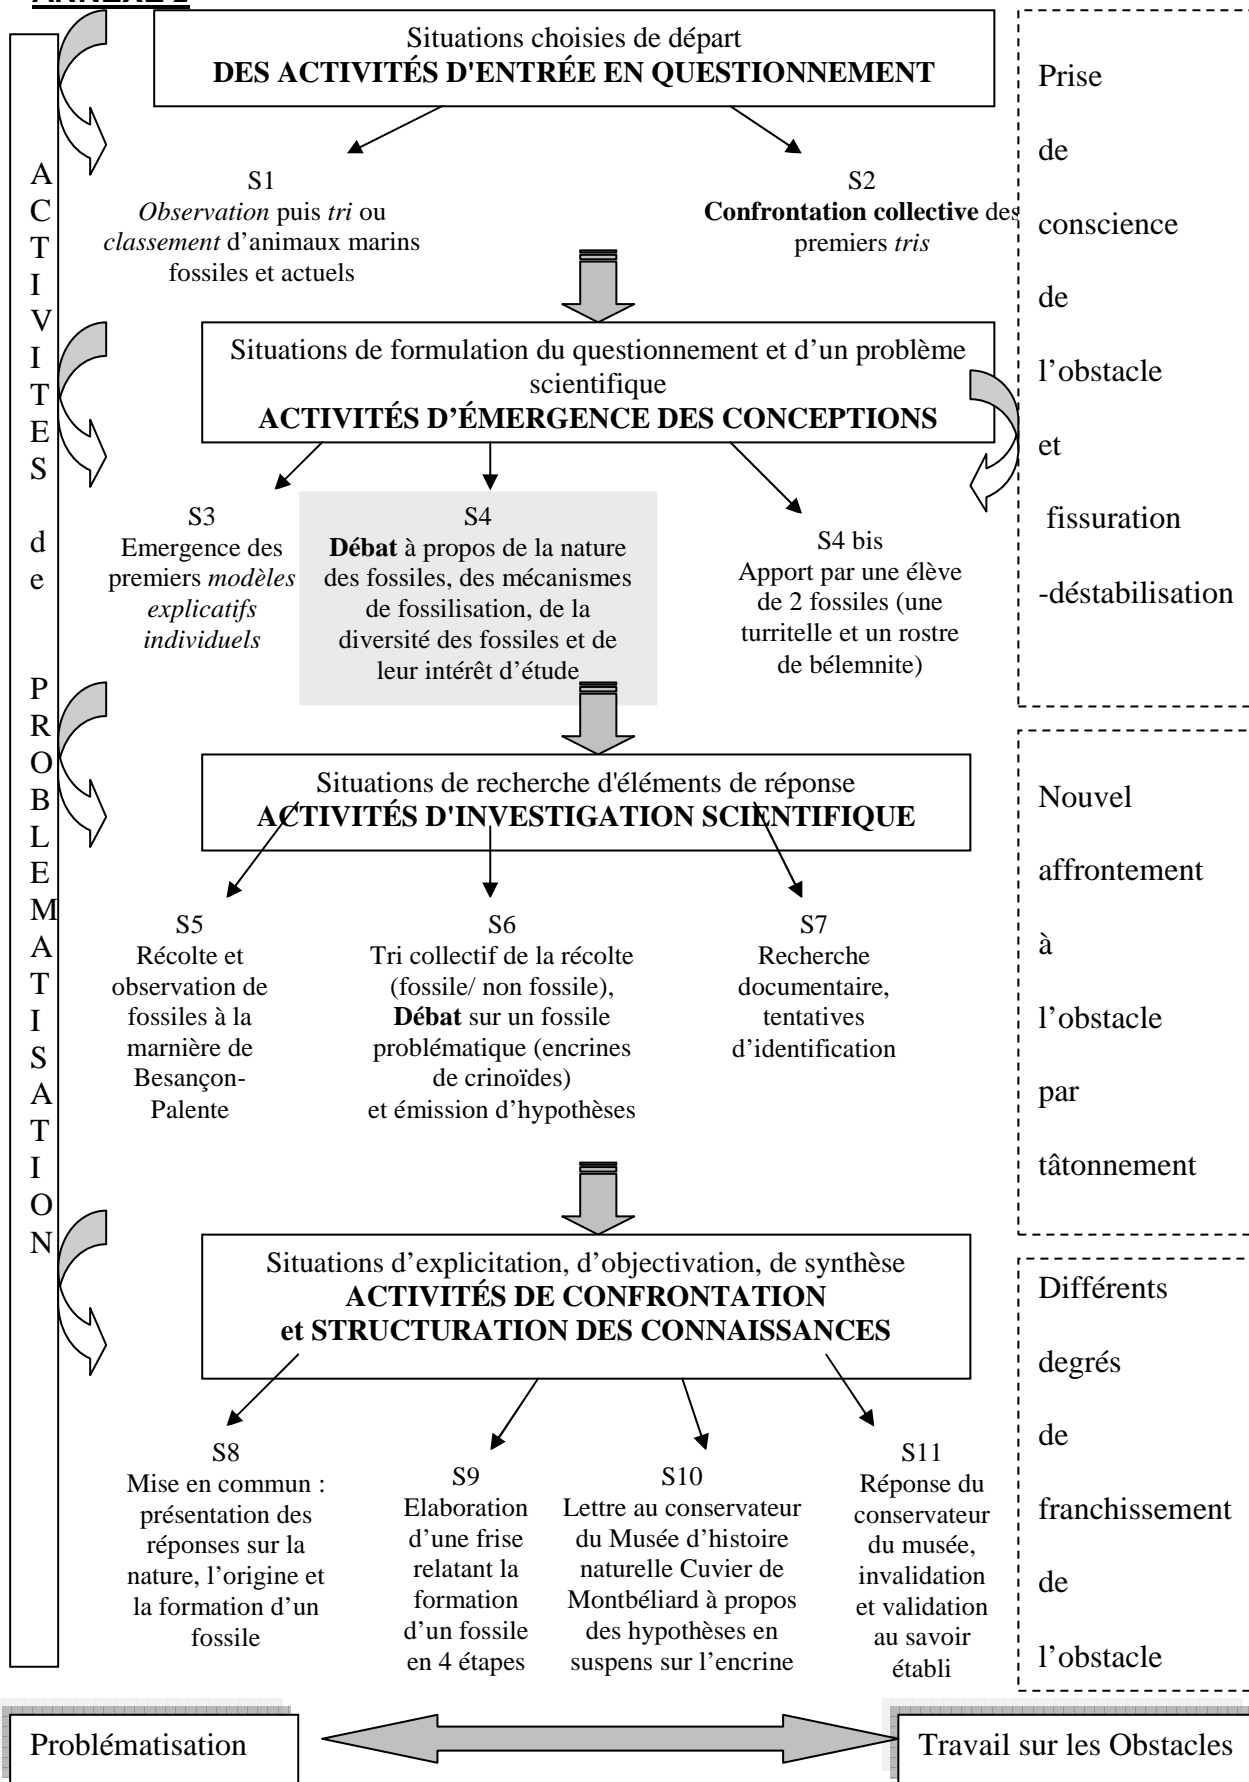 ANNEXE 2
Situations choisies de départ
DES ACTIVITÉS D'ENTRÉE EN QUESTIONNEMENT
S1
Observation puis tri ou
classement d’animaux marins
fossiles et actuels
S2
Confrontation collective des
premiers tris
Situations de formulation du questionnement et d’un problème
scientifique
ACTIVITÉS D’ÉMERGENCE DES CONCEPTIONS
S3
Emergence des
premiers modèles
explicatifs
individuels
S4
Débat à propos de la nature
des fossiles, des mécanismes
de fossilisation, de la
diversité des fossiles et de
leur intérêt d’étude
S4 bis
Apport par une élève
de 2 fossiles (une
turritelle et un rostre
de bélemnite)
Situations de recherche d'éléments de réponse
ACTIVITÉS D'INVESTIGATION SCIENTIFIQUE
S5
Récolte et
observation de
fossiles à la
marnière de
Besançon-
Palente
S6
Tri collectif de la récolte
(fossile/ non fossile),
Débat sur un fossile
problématique (encrines
de crinoïdes)
et émission d’hypothèses
S7
Recherche
documentaire,
tentatives
d’identification
Situations d’explicitation, d’objectivation, de synthèse
ACTIVITÉS DE CONFRONTATION
et STRUCTURATION DES CONNAISSANCES
S8
Mise en commun :
présentation des
réponses sur la
nature, l’origine et
la formation d’un
fossile
S9
Elaboration
d’une frise
relatant la
formation
d’un fossile
en 4 étapes
S10
Lettre au conservateur
du Musée d’histoire
naturelle Cuvier de
Montbéliard à propos
des hypothèses en
suspens sur l’encrine
S11
Réponse du
conservateur
du musée,
invalidation
et validation
au savoir
établi
ACTIVITES de PROBLEMATISATION
Prise
de
conscience
de
l’obstacle
et
fissuration
-déstabilisation
Nouvel
affrontement
à
l’obstacle
par
tâtonnement
Différents
degrés
de
franchissement
de
l’obstacle
Problématisation
Travail sur les Obstacles